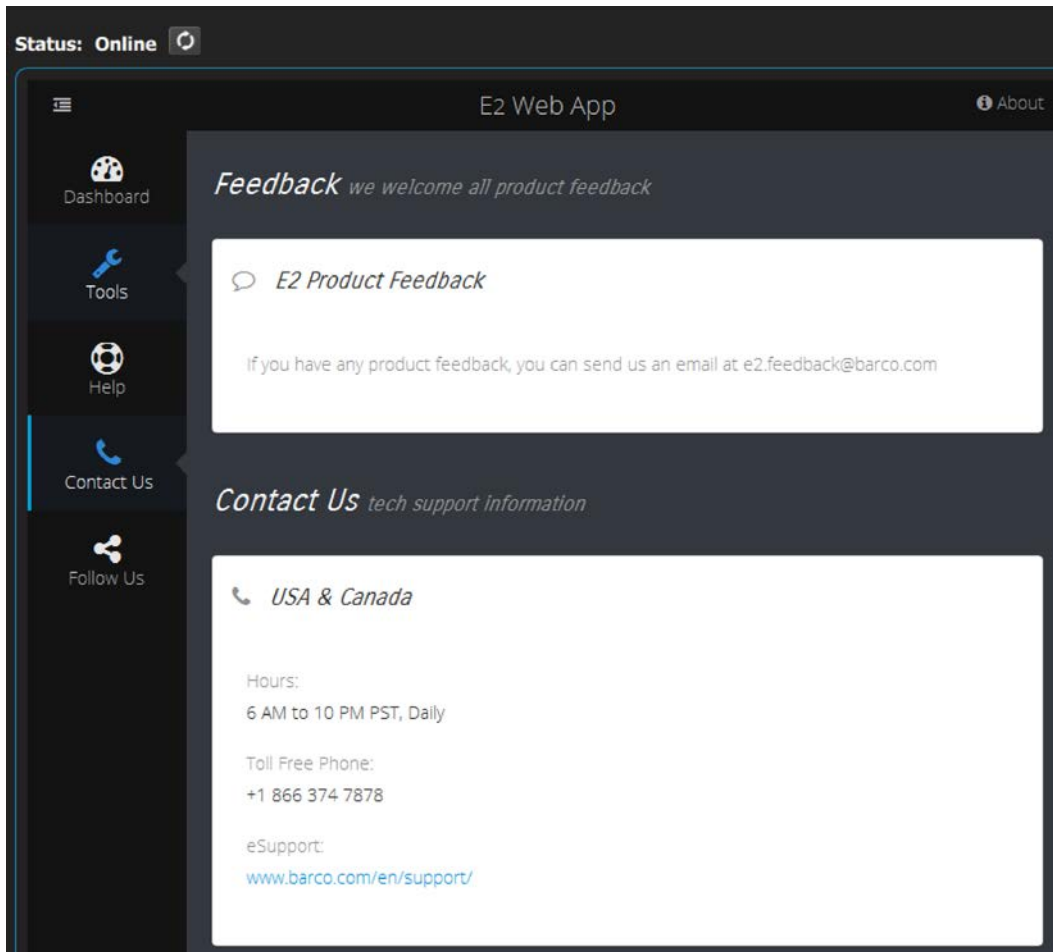 Status: Online
E2 Web App
About
Dashboard
Tools
Help
Contact Us
Follow Us
Feedback we welcome all product feedback
E2 Product Feedback
If you have any product feedback, you can send us an email at e2.feedback@barco.com
Contact Us tech support information
USA & Canada
Hours:
6 AM to 10 PM PST, Daily
Toll Free Phone:
+1 866 374 7878
eSupport:
www.barco.com/en/support/